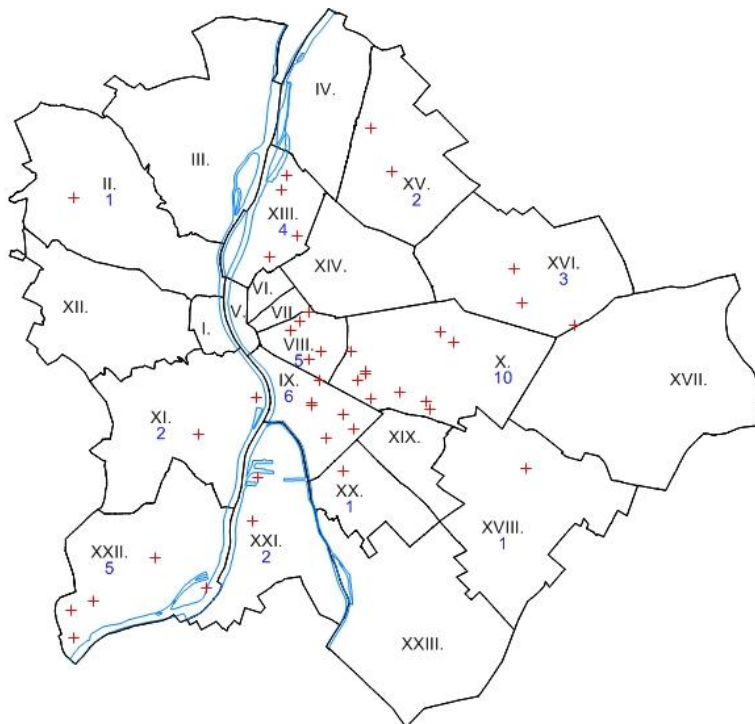 IV.
III.
II.
1
XV.
2
XIII.
4
XVI.
3
XIV.
XII.
VI.
V.
VII.
I.
VIII.
5
X.
10
XVII.
IX.
6
XI.
2
XIX.
XX.
1
XVIII.
1
XXI.
2
XXII.
5
XXIII.